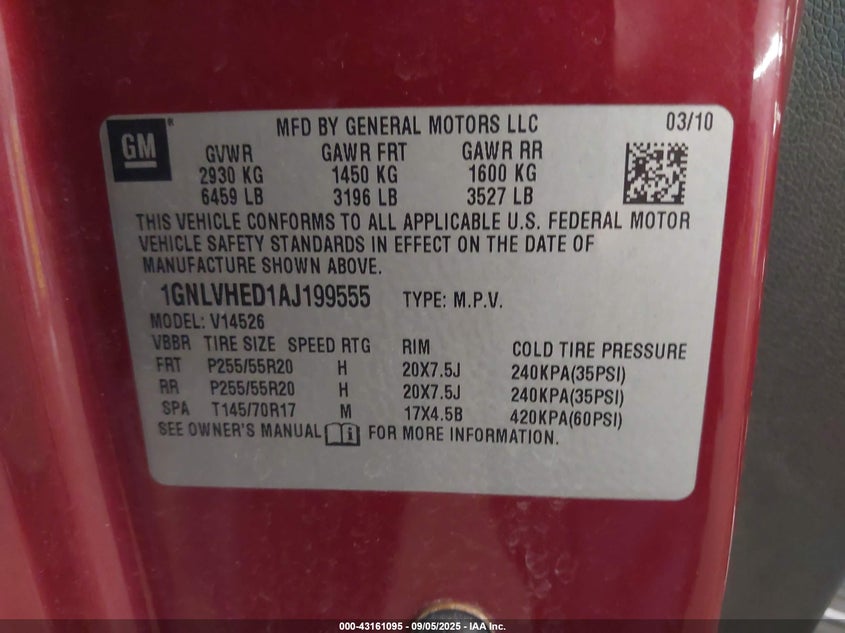 GM®
MFD BY GENERAL MOTORS LLC 03/10
GVWR GAWR FRT GAWR RR
2930 KG 1450 KG 1600 KG
6459 LB 3196 LB 3527 LB
THIS VEHICLE CONFORMS TO ALL APPLICABLE U.S. FEDERAL MOTOR
VEHICLE SAFETY STANDARDS IN EFFECT ON THE DATE OF
MANUFACTURE SHOWN ABOVE.
1GNLVHED1AJ199555 TYPE: M.P.V.
MODEL: V14526
VBBR TIRE SIZE SPEED RTG RIM COLD TIRE PRESSURE
FRT P255/55R20 H 20X7.5J 240KPA(35PSI)
RR P255/55R20 H 20X7.5J 240KPA(35PSI)
SPA T145/70R17 M 17X4.5B 420KPA(60PSI)
SEE OWNER'S MANUAL FOR MORE INFORMATION.
000-43161095 - 09/05/2025 - IAA Inc.